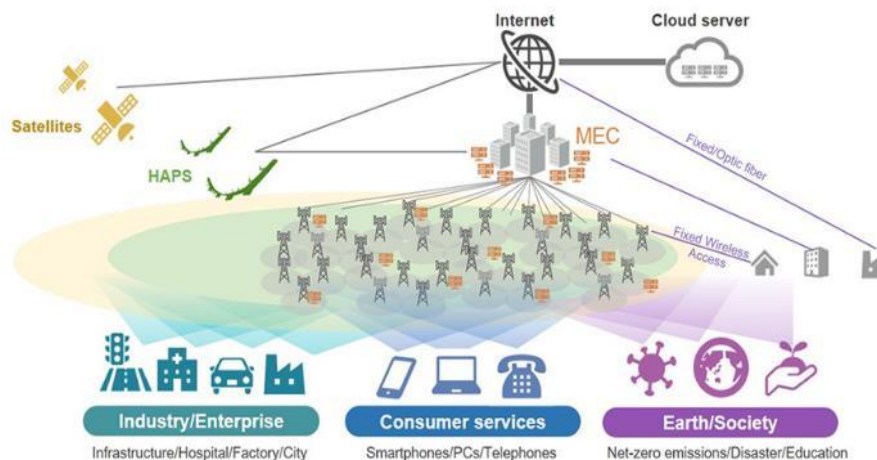 Internet
Cloud server
Satellites
MEC
Fixed/Optic fiber
HAPS
Fixed Wireless
Access
Industry/Enterprise
Consumer services
Earth/Society
Infrastructure/Hospital/Factory/City
Smartphones/PCs/Telephones
Net-zero emissions/Disaster/Education